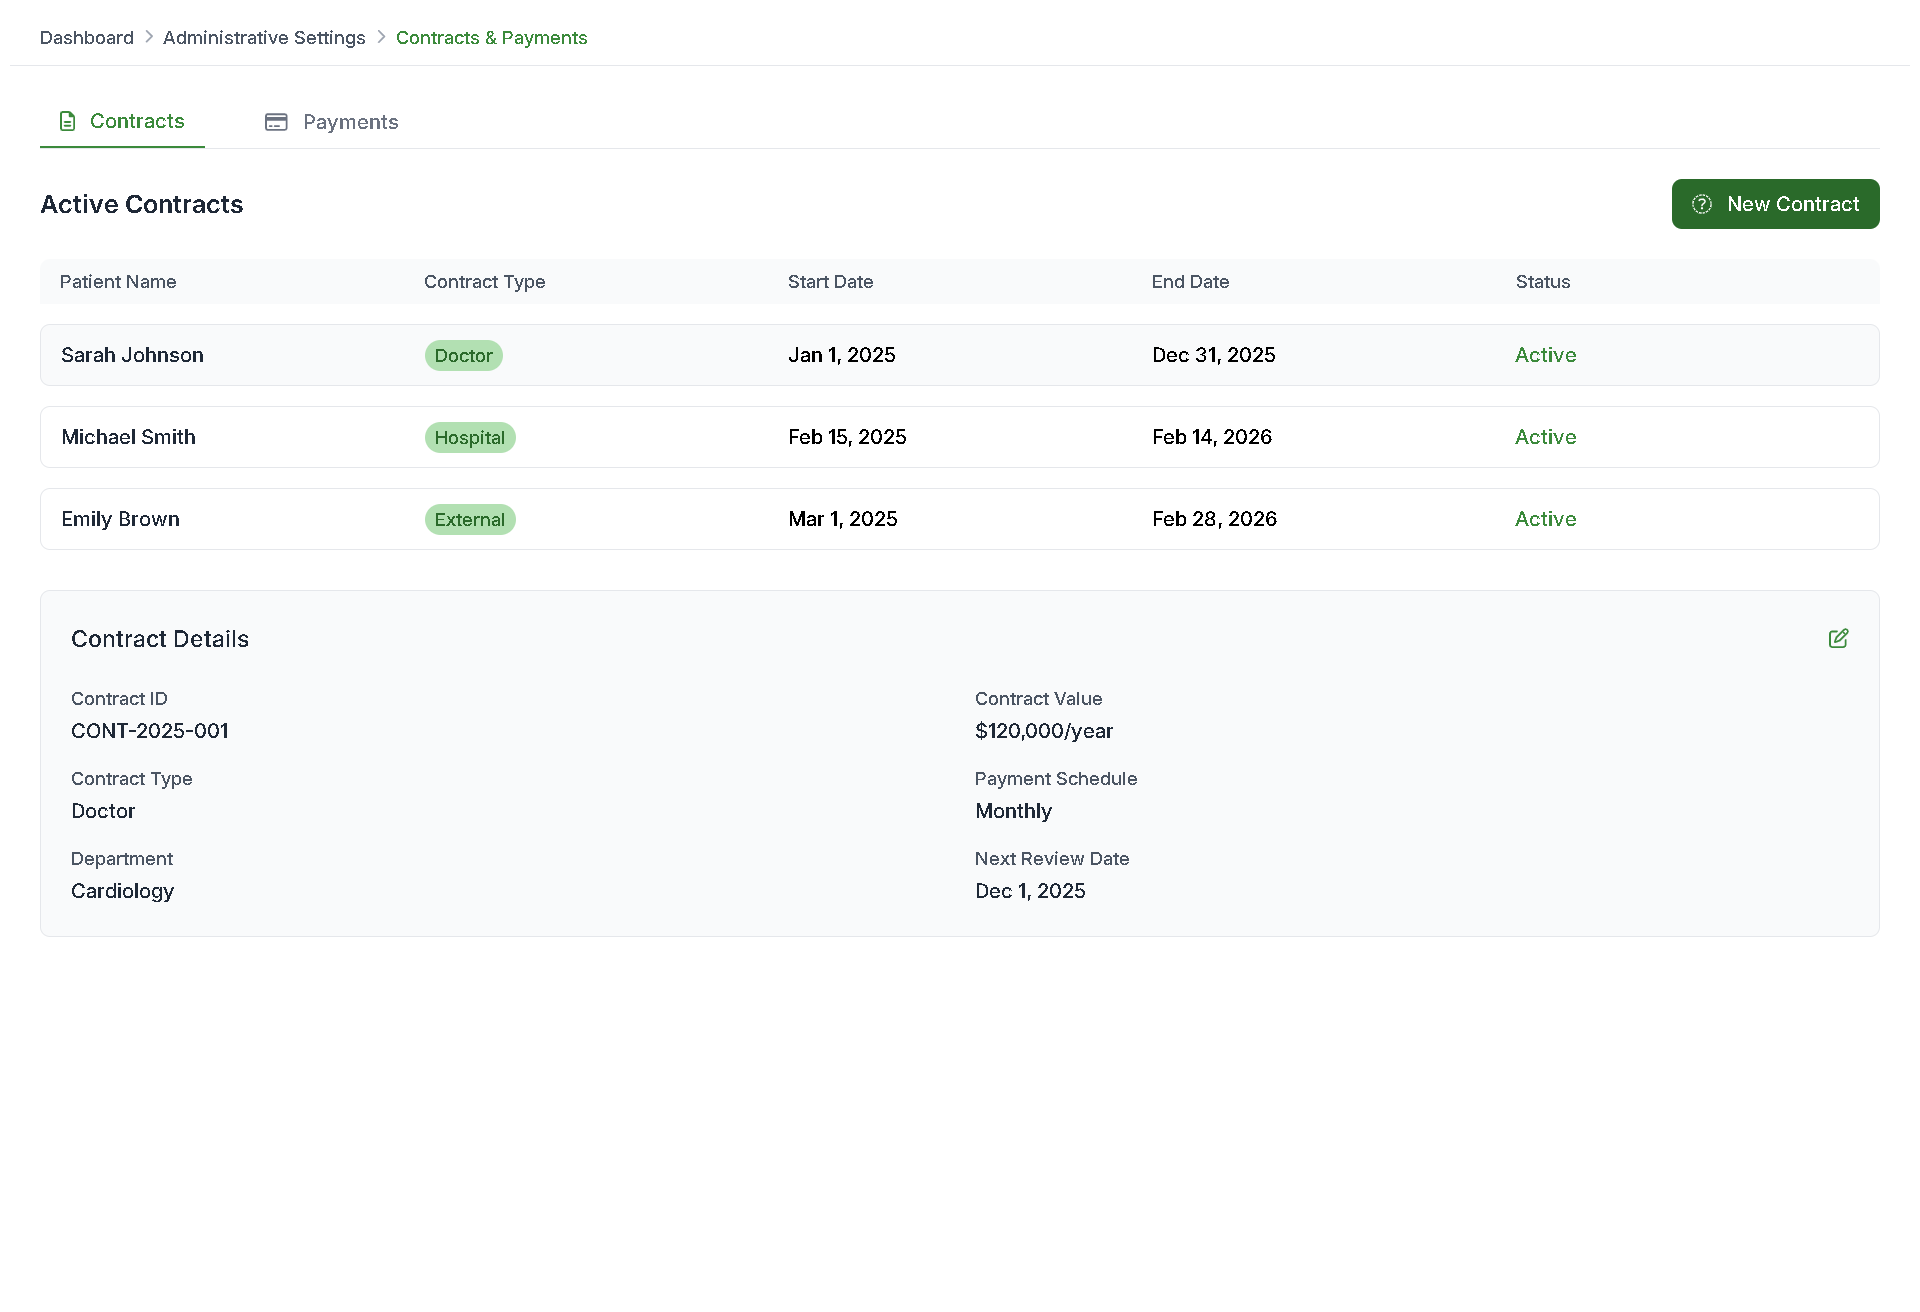 Dashboard Administrative Settings Contracts & Payments
Contracts Payments
Active Contracts New Contract
Patient Name Contract Type Start Date End Date Status
Sarah Johnson Doctor Jan 1, 2025 Dec 31, 2025 Active
Michael Smith Hospital Feb 15, 2025 Feb 14, 2026 Active
Emily Brown External Mar 1, 2025 Feb 28, 2026 Active
Contract Details
Contract ID Contract Value
CONT-2025-001 $120,000/year
Contract Type Payment Schedule
Doctor Monthly
Department Next Review Date
Cardiology Dec 1, 2025